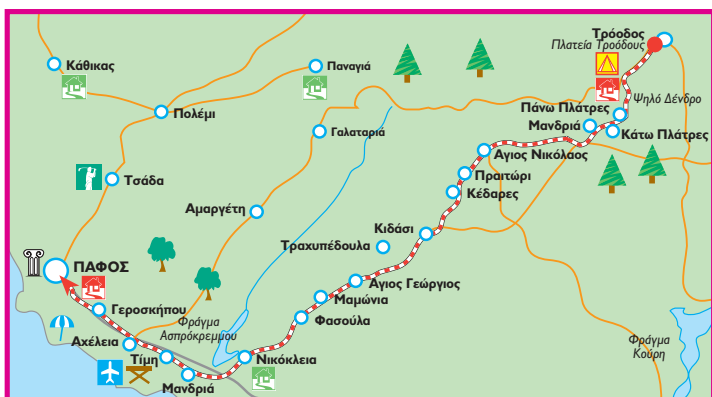 Τρόοδος
Πλατεία Τροόδους
Κάθικας
Παναγιά
Ψηλό Δένδρο
Πολέμι
Πάνω Πλάτρες
Μανδριά
Κάτω Πλάτρες
Γαλαταριά
Αγιος Νικόλαος
Πραιτώρι
Τσάδα
Κέδαρες
Αμαργέτη
Κιδάσι
Τραχυπέδουλα
ΠΑΦΟΣ
Αγιος Γεώργιος
Μαμώνια
Γεροσκήπου
Φασούλα
Φράγμα
Ασπρόκρεμμου
Φράγμα
Κούρη
Αχέλεια
Τίμη
Νικόκλεια
Μανδριά